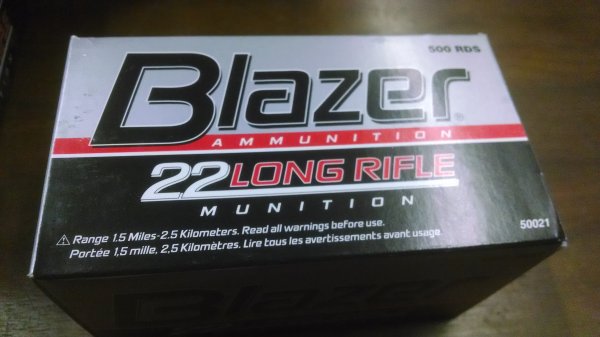 500 RDS
Blazer®
AMMUNITION
22 LONG RIFLE
MUNITION
⚠ Range 1.5 Miles-2.5 Kilometers. Read all warnings before use.
Portée 1,5 mille, 2,5 Kilomètres. Lire tous les avertissements avant usage.
50021
Blazer